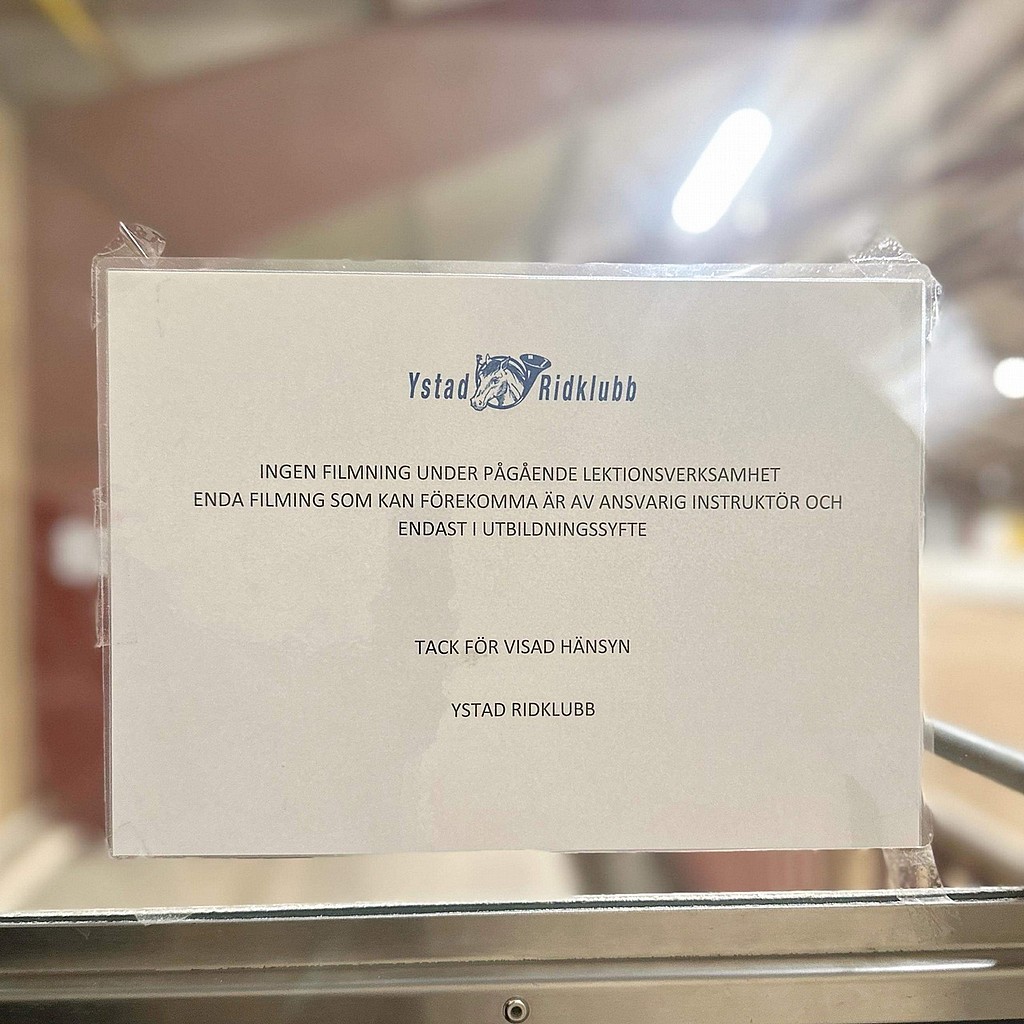 Ystad Ridklubb
INGEN FILMNING UNDER PÅGÅENDE LEKTIONSVERKSAMHET
ENDA FILMING SOM KAN FÖREKOMMA ÄR AV ANSVARIG INSTRUKTÖR OCH
ENDAST I UTBILDNINGSSYFTE
TACK FÖR VISAD HÄNSYN
YSTAD RIDKLUBB